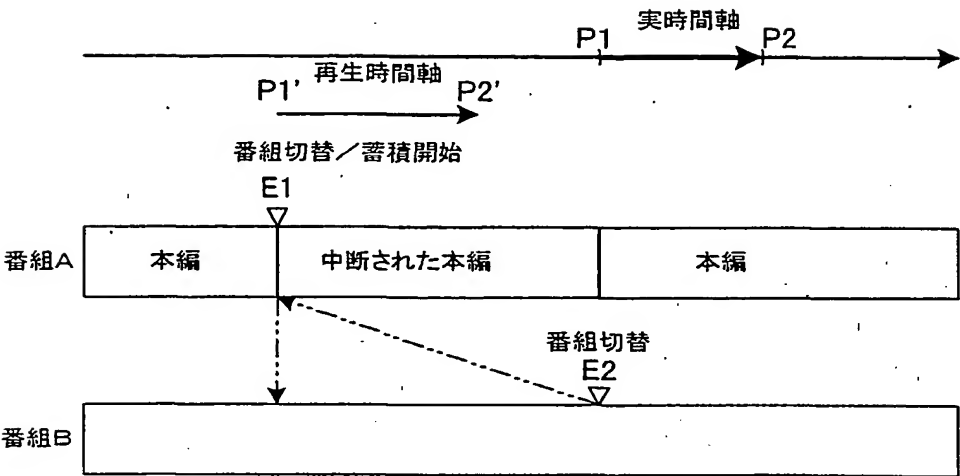 実時間軸
P1 P2
再生時間軸
P1' P2'
番組切替／蓄積開始
E1
番組A 本編 中断された本編 本編
番組切替
E2
番組B